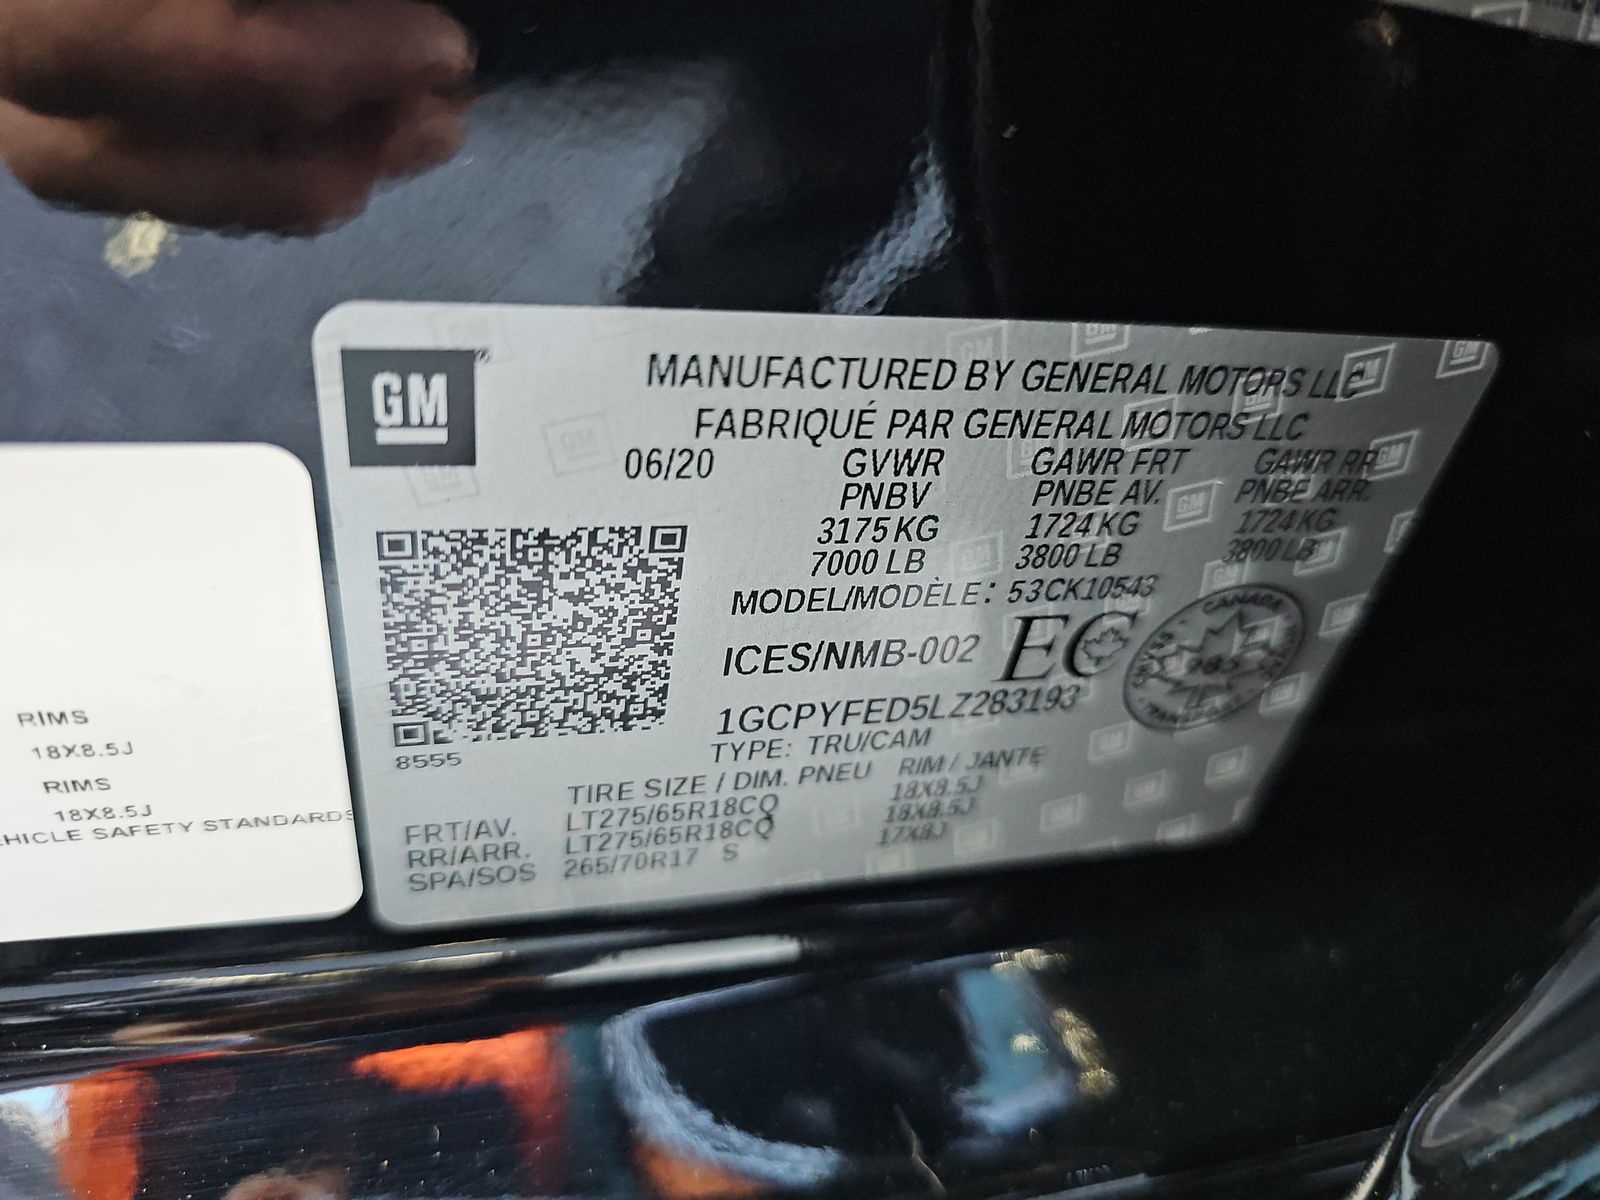 GM
MANUFACTURED BY GENERAL MOTORS LLC
FABRIQUÉ PAR GENERAL MOTORS LLC
06/20 GVWR GAWR FRT GAWR RR
PNBV PNBE AV. PNBE ARR.
3175 KG 1724 KG 1724 KG
7000 LB 3800 LB 3800 LB
MODEL/MODÈLE: 53CK10543
ICES/NMB-002 EC
CANADA
TRANSPORT
1GCPYFED5LZ283193
8555
TYPE: TRU/CAM
TIRE SIZE / DIM. PNEU RIM / JANTE
FRT/AV. LT275/65R18CQ 18X8.5J
RR/ARR. LT275/65R18CQ 18X8.5J
SPA/SOS 265/70R17 S 17X8J
RIMS
18X8.5J
RIMS
18X8.5J
EHICLE SAFETY STANDARDS